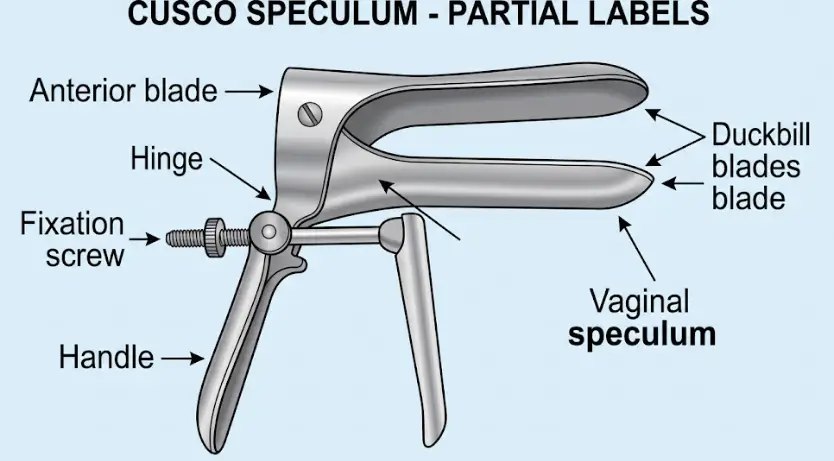 CUSCO SPECULUM - PARTIAL LABELS
Anterior blade
Hinge
Fixation
screw
Handle
Duckbill
blades
blade
Vaginal
speculum